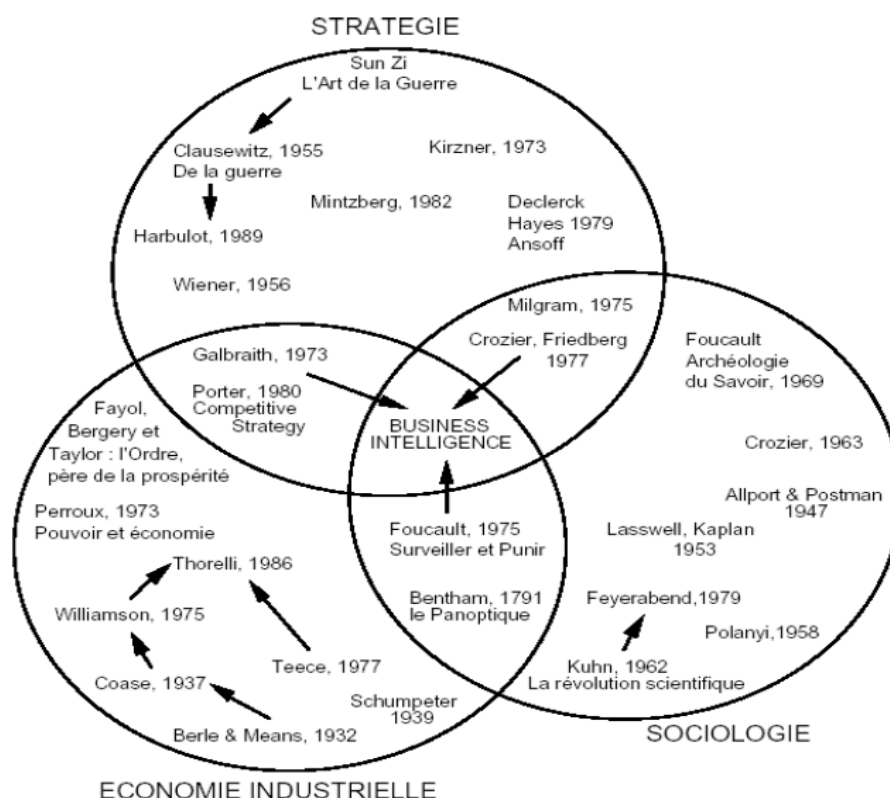 STRATEGIE
Sun Zi
L'Art de la Guerre
Clausewitz, 1955
De la guerre
Kirzner, 1973
Mintzberg, 1982
Declerck
Hayes 1979
Ansoff
Harbulot, 1989
Wiener, 1956
Milgram, 1975
Crozier, Friedberg
1977
Foucault
Archéologie
du Savoir, 1969
Galbraith, 1973
Porter, 1980
Competitive
Strategy
BUSINESS
INTELLIGENCE
Fayol,
Bergery et
Taylor : l'Ordre,
père de la prospérité
Crozier, 1963
Allport & Postman
1947
Perroux, 1973
Pouvoir et économie
Foucault, 1975
Surveiller et Punir
Lasswell, Kaplan
1953
Thorelli, 1986
Bentham, 1791
le Panoptique
Feyerabend,1979
Williamson, 1975
Polanyi,1958
Teece, 1977
Kuhn, 1962
La révolution scientifique
Coase, 1937
Schumpeter
1939
Berle & Means, 1932
SOCIOLOGIE
ECONOMIE INDUSTRIELLE